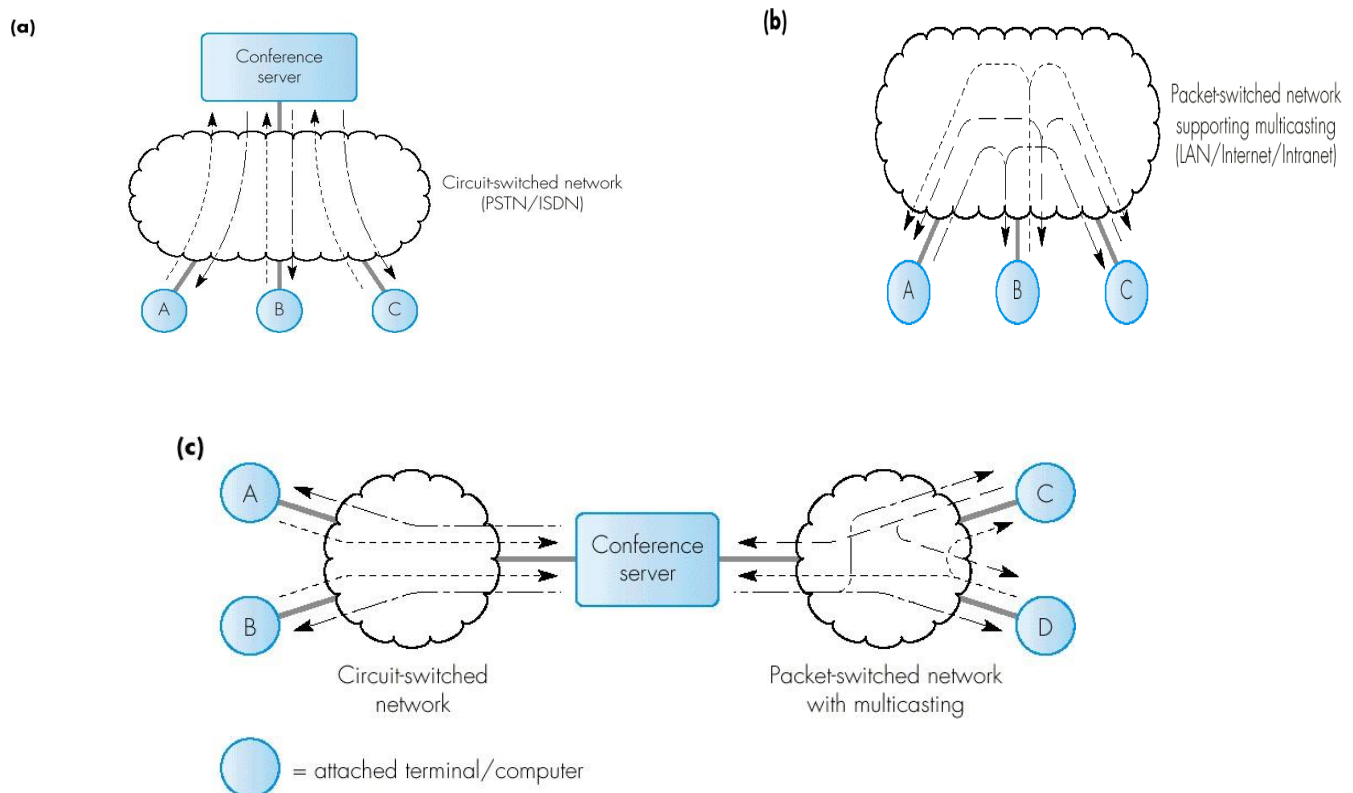 (a)
Conference
server
Circuit-switched network
(PSTN/ISDN)
A
B
C
(b)
Packet-switched network
supporting multicasting
(LAN/Internet/Intranet)
A
B
C
(c)
A
B
Conference
server
C
D
Circuit-switched
network
Packet-switched network
with multicasting
= attached terminal/computer